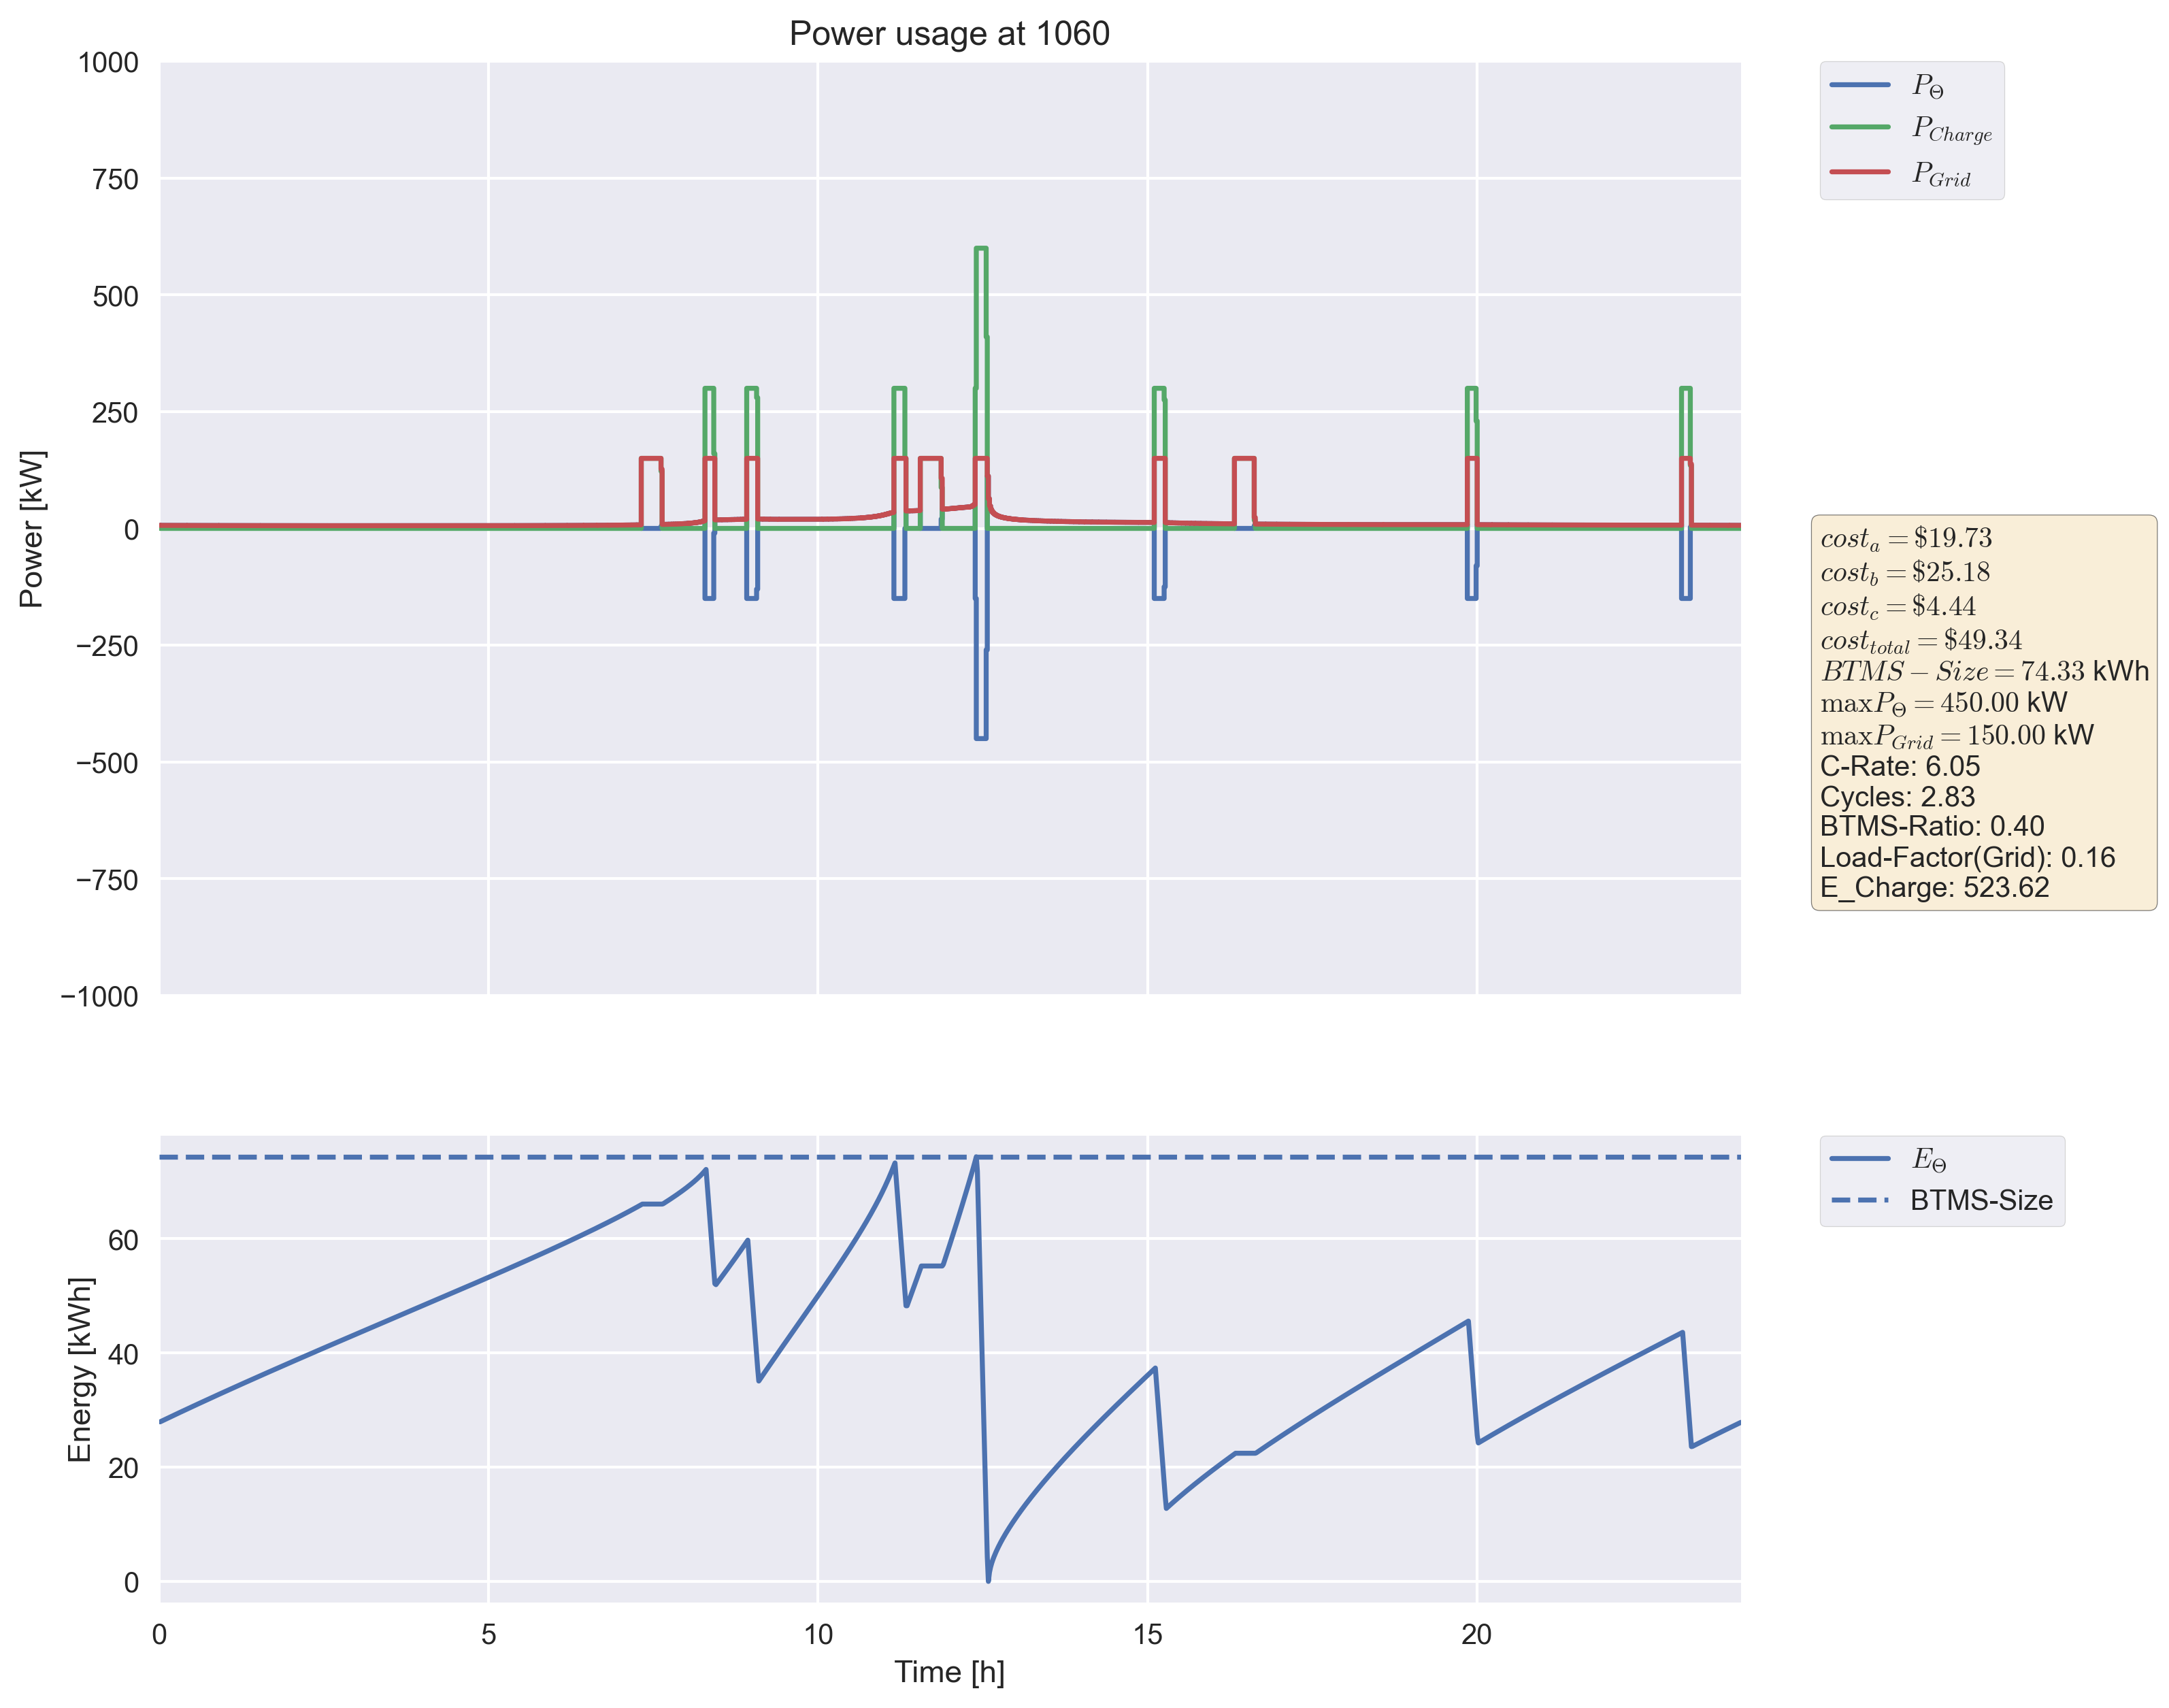 Power usage at 1060
1000
750
500
250
0
−250
−500
−750
−1000
Power [kW]
P_Θ
P_Charge
P_Grid
cost_a = $19.73
cost_b = $25.18
cost_c = $4.44
cost_total = $49.34
BTMS − Size = 74.33 kWh
max P_Θ = 450.00 kW
max P_Grid = 150.00 kW
C-Rate: 6.05
Cycles: 2.83
BTMS-Ratio: 0.40
Load-Factor(Grid): 0.16
E_Charge: 523.62
60
40
20
0
Energy [kWh]
E_Θ
BTMS-Size
0 5 10 15 20
Time [h]